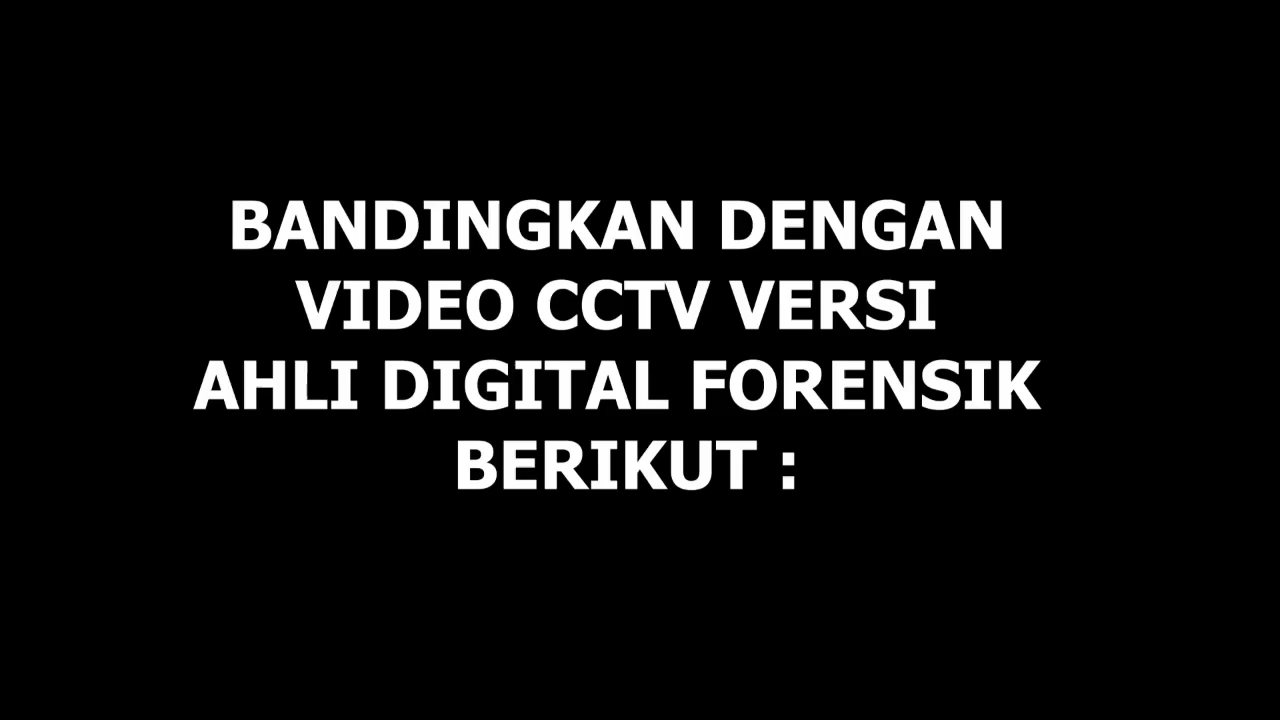 BANDINGKAN DENGAN
VIDEO CCTV VERSI
AHLI DIGITAL FORENSIK
BERIKUT :